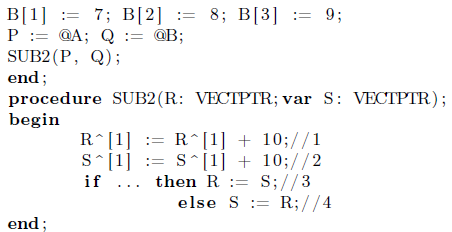 B[1] := 7; B[2] := 8; B[3] := 9;
P := @A; Q := @B;
SUB2(P, Q);
end;
procedure SUB2(R: VECTPTR;var S: VECTPTR);
begin
R^[1] := R^[1] + 10;//1
S^[1] := S^[1] + 10;//2
if ... then R := S;//3
else S := R;//4
end;